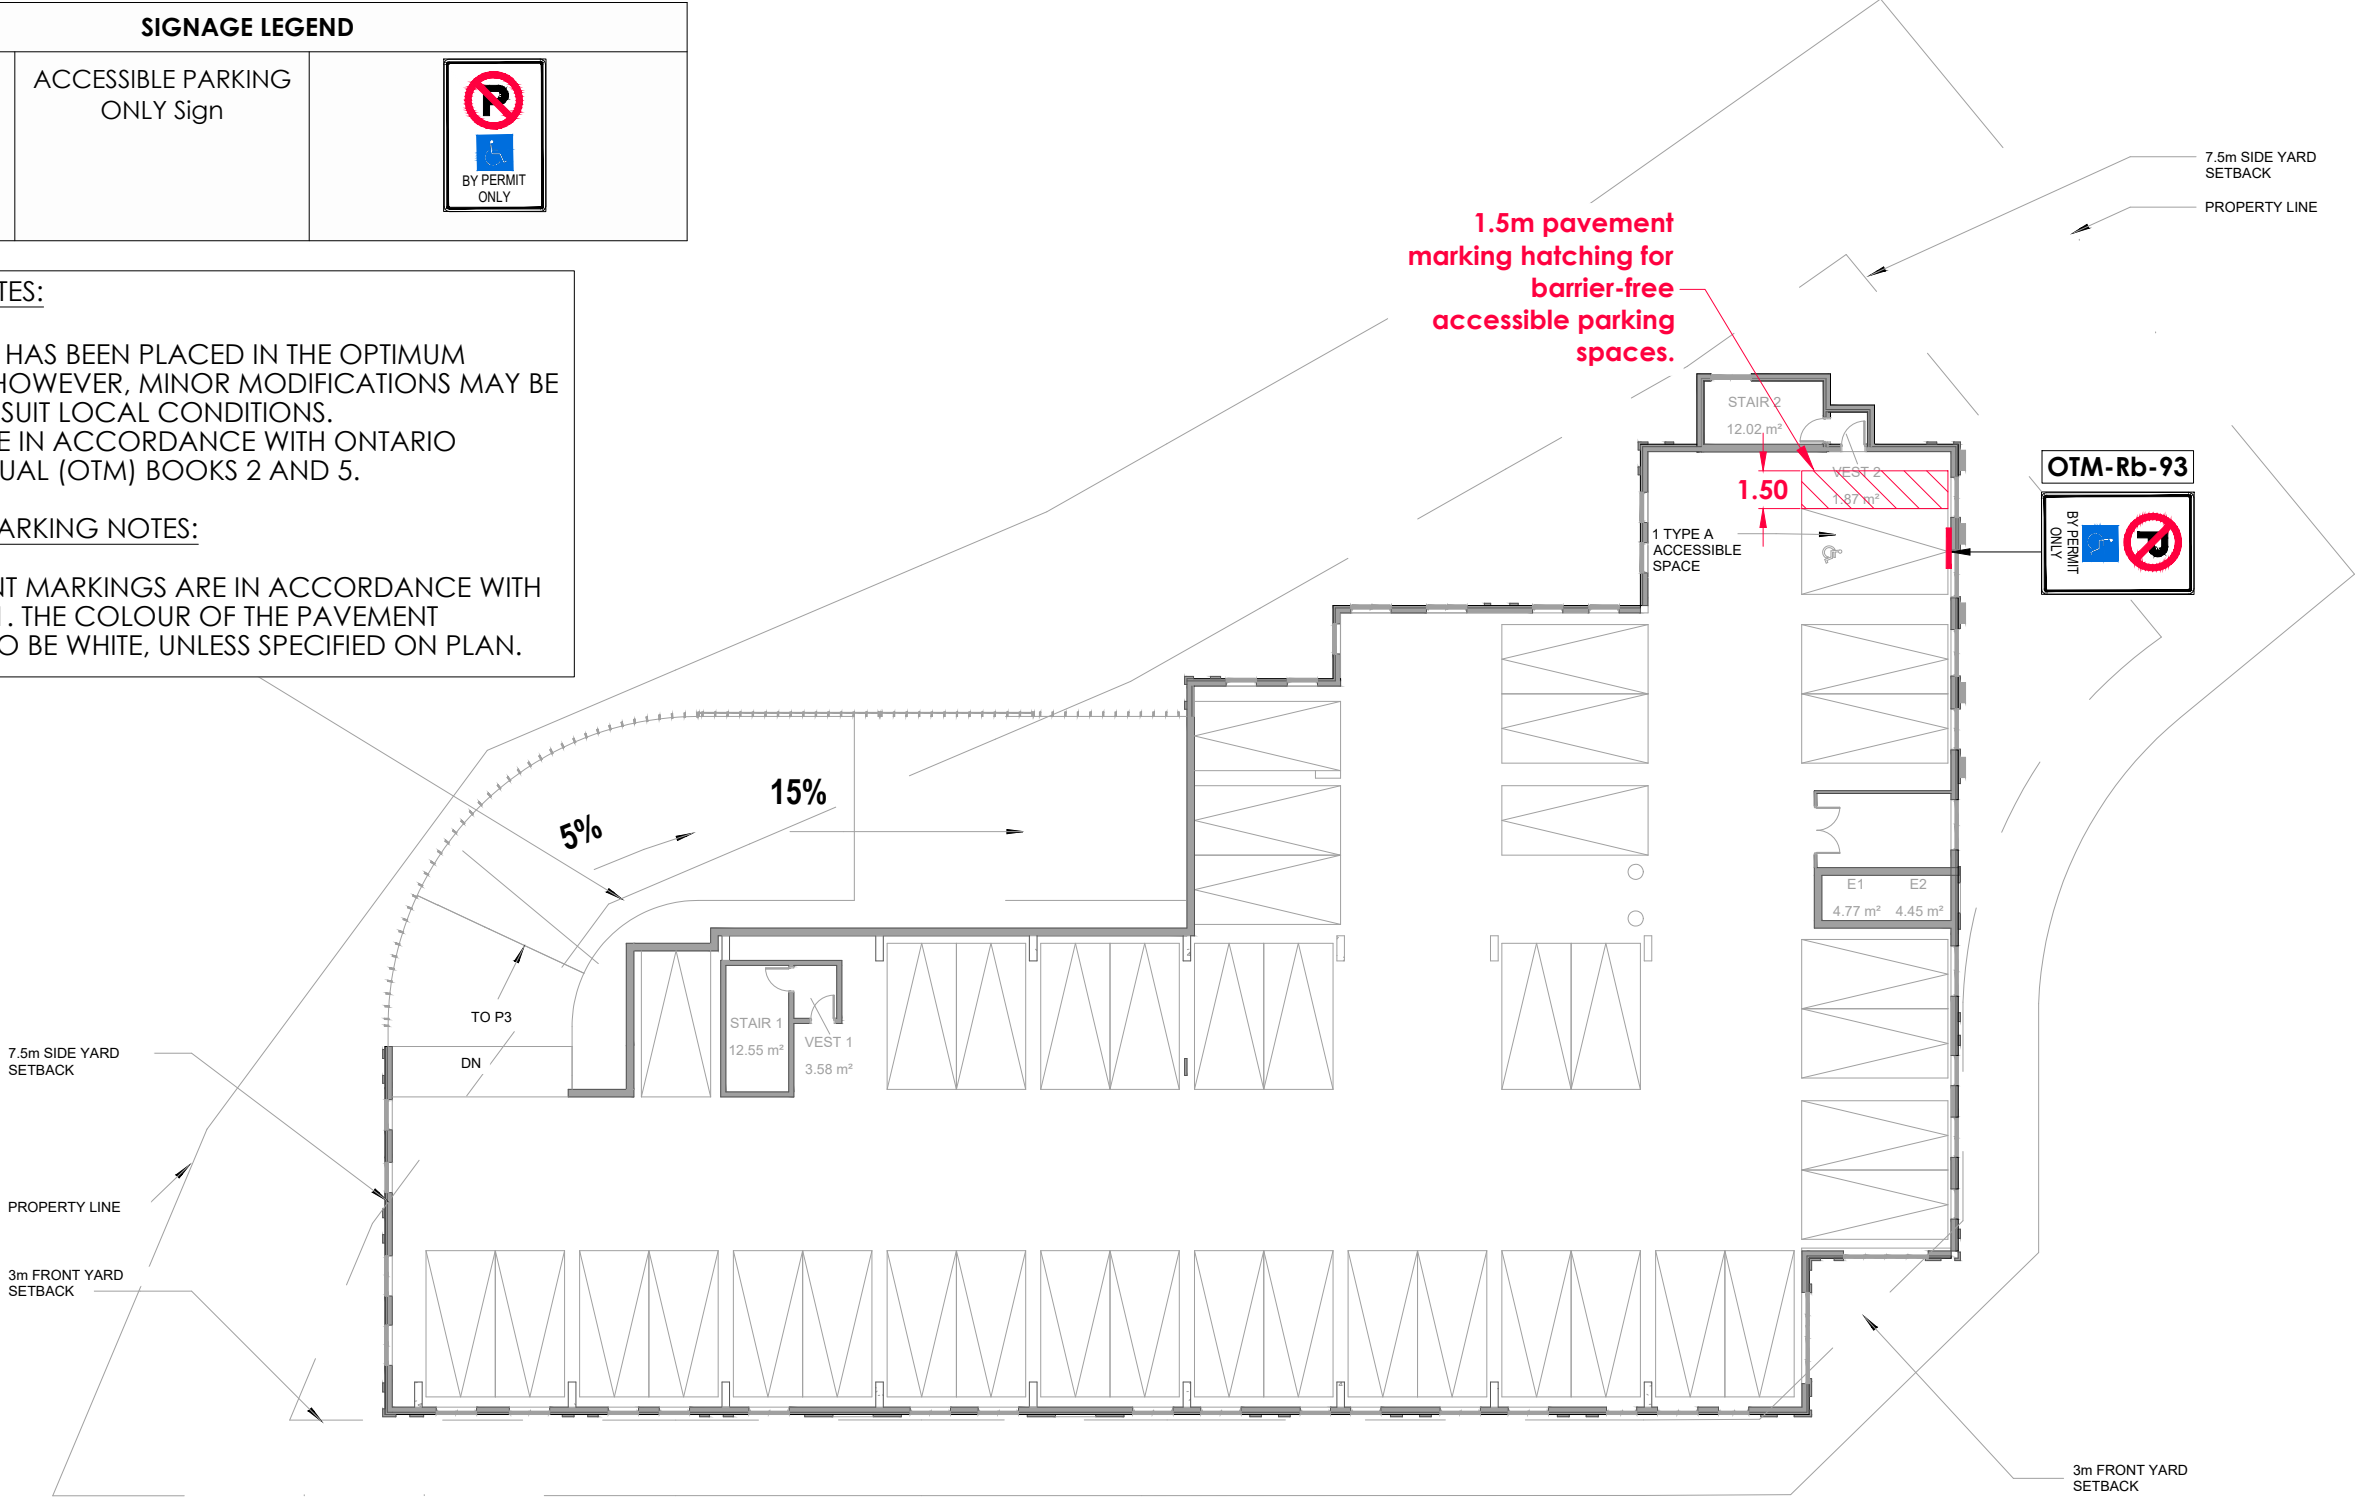 SIGNAGE LEGEND
ACCESSIBLE PARKING
ONLY Sign
P
BY PERMIT
ONLY
TES:
HAS BEEN PLACED IN THE OPTIMUM
HOWEVER, MINOR MODIFICATIONS MAY BE
SUIT LOCAL CONDITIONS.
E IN ACCORDANCE WITH ONTARIO
UAL (OTM) BOOKS 2 AND 5.
ARKING NOTES:
NT MARKINGS ARE IN ACCORDANCE WITH
1. THE COLOUR OF THE PAVEMENT
O BE WHITE, UNLESS SPECIFIED ON PLAN.
7.5m SIDE YARD
SETBACK
PROPERTY LINE
1.5m pavement
marking hatching for
barrier-free
accessible parking
spaces.
STAIR 2
12.02 m²
VEST 2
1.87 m²
1.50
1 TYPE A
ACCESSIBLE
SPACE
OTM-Rb-93
P
BY PERMIT
ONLY
15%
5%
E1
4.77 m²
E2
4.45 m²
TO P3
DN
STAIR 1
12.55 m²
VEST 1
3.58 m²
7.5m SIDE YARD
SETBACK
PROPERTY LINE
3m FRONT YARD
SETBACK
3m FRONT YARD
SETBACK